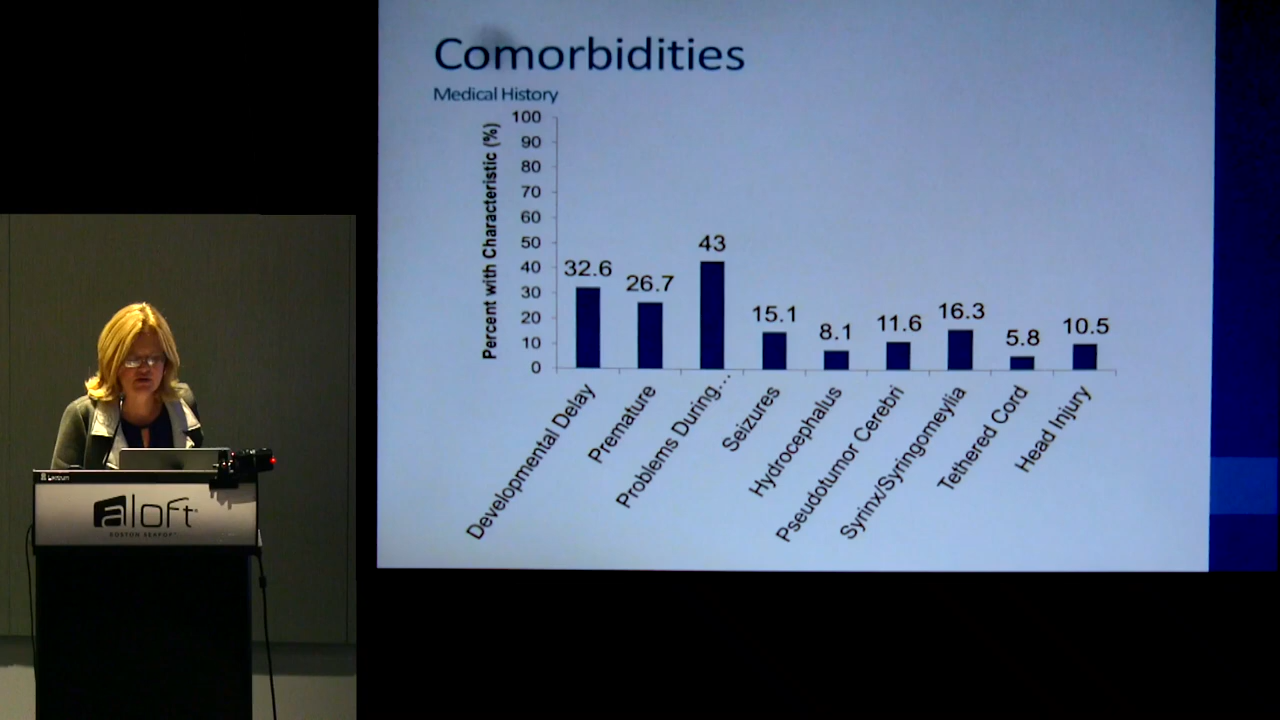 Comorbidities
Medical History
Percent with Characteristic (%)
100
90
80
70
60
50
40
30
20
10
0
32.6
26.7
43
15.1
8.1
11.6
16.3
5.8
10.5
Developmental Delay
Premature
Problems During...
Seizures
Hydrocephalus
Pseudotumor Cerebri
Syrinx/Syringomeylia
Tethered Cord
Head Injury
aloft